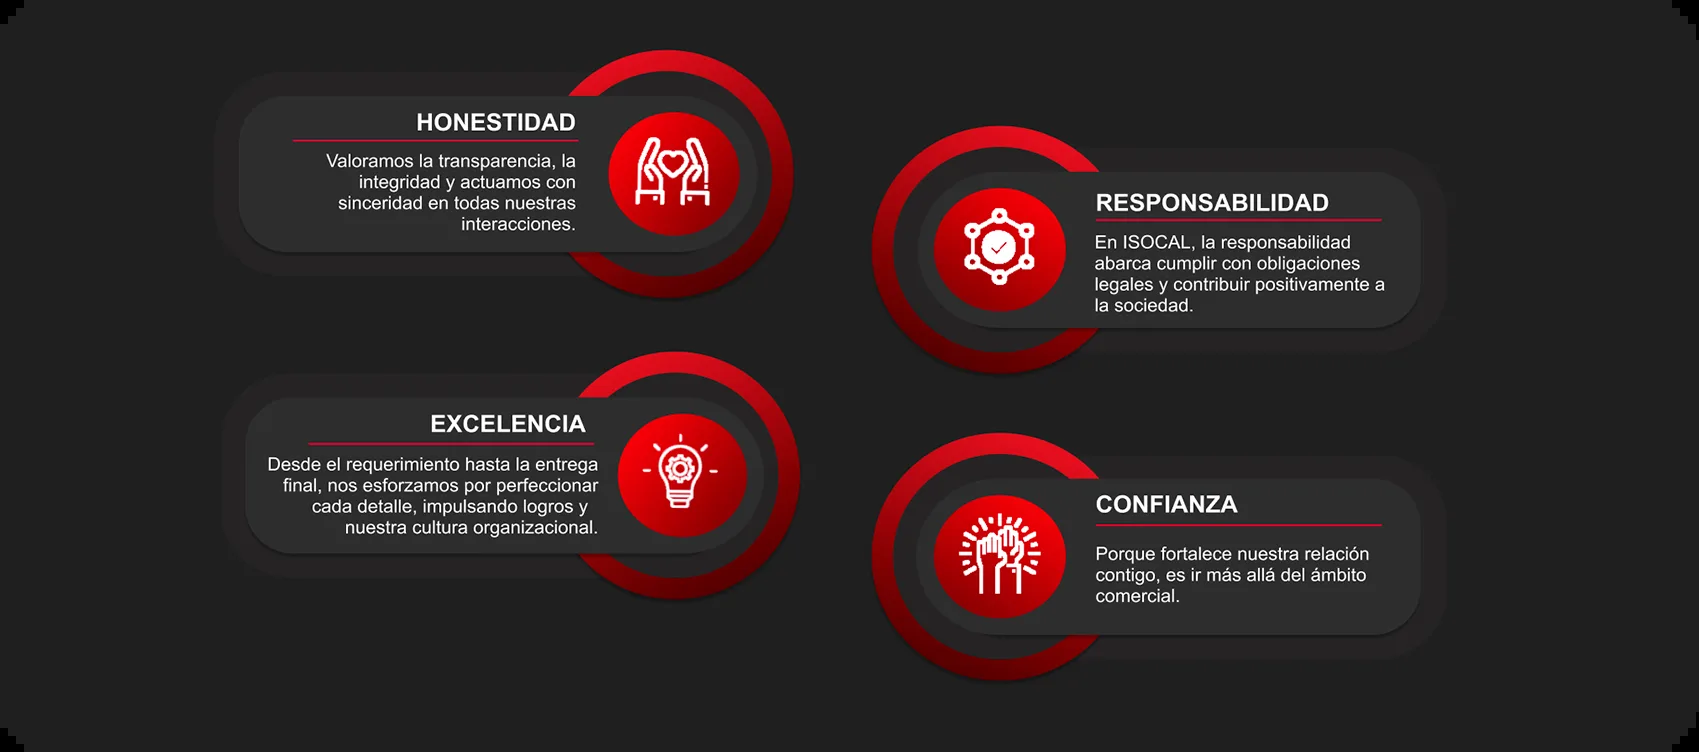 HONESTIDAD
Valoramos la transparencia, la
integridad y actuamos con
sinceridad en todas nuestras
interacciones.
RESPONSABILIDAD
En ISOCAL, la responsabilidad
abarca cumplir con obligaciones
legales y contribuir positivamente a
la sociedad.
EXCELENCIA
Desde el requerimiento hasta la entrega
final, nos esforzamos por perfeccionar
cada detalle, impulsando logros y
nuestra cultura organizacional.
CONFIANZA
Porque fortalece nuestra relación
contigo, es ir más allá del ámbito
comercial.